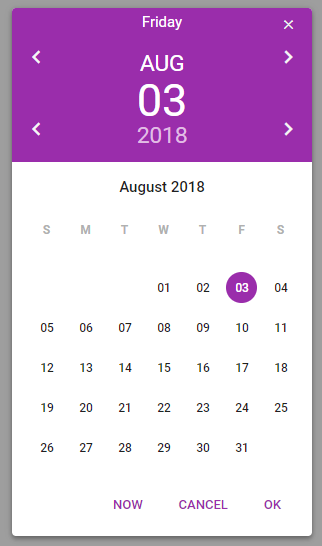 Friday
AUG
03
2018
August 2018
S M T W T F S
01 02 03 04
05 06 07 08 09 10 11
12 13 14 15 16 17 18
19 20 21 22 23 24 25
26 27 28 29 30 31
NOW CANCEL OK